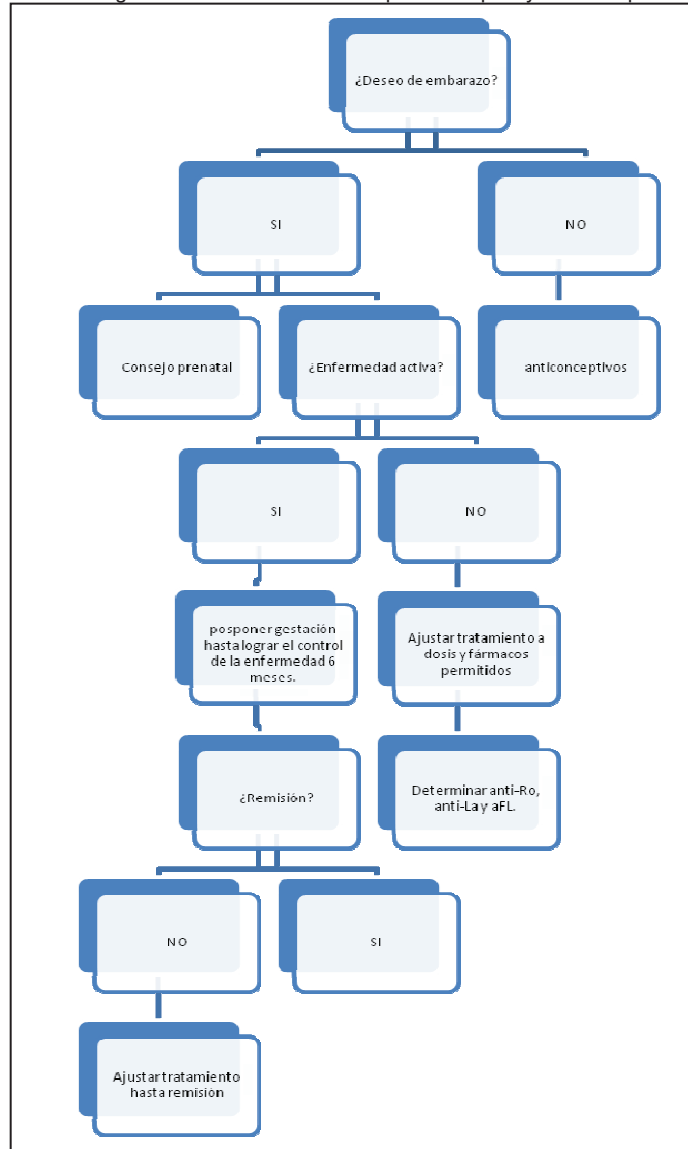 ¿Deseo de embarazo?
SI
NO
Consejo prenatal
¿Enfermedad activa?
anticonceptivos
SI
NO
posponer gestación
hasta lograr el control
de la enfermedad 6
meses.
Ajustar tratamiento a
dosis y fármacos
permitidos
¿Remisión?
Determinar anti-Ro,
anti-La y aFL.
NO
SI
Ajustar tratamiento
hasta remisión